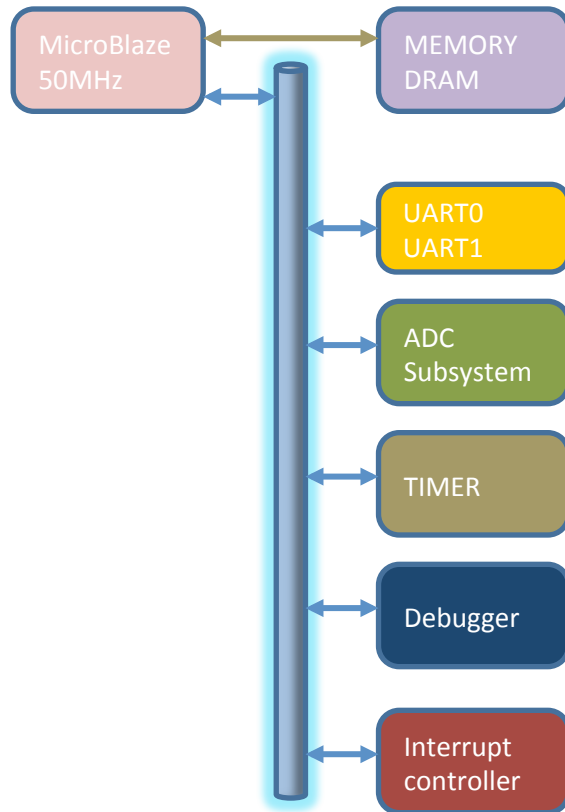 MicroBlaze
50MHz
MEMORY
DRAM
UART0
UART1
ADC
Subsystem
TIMER
Debugger
Interrupt
controller